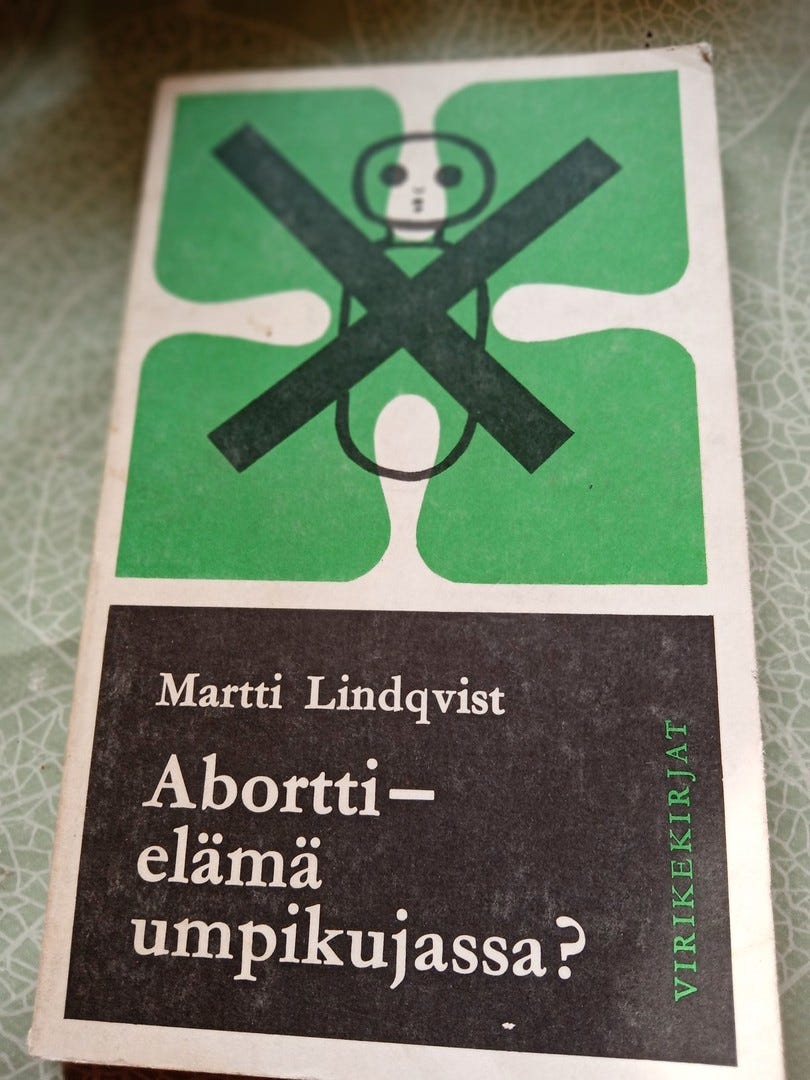 Martti Lindqvist
Abortti–
elämä
umpikujassa?
VIRIKEKIRJAT